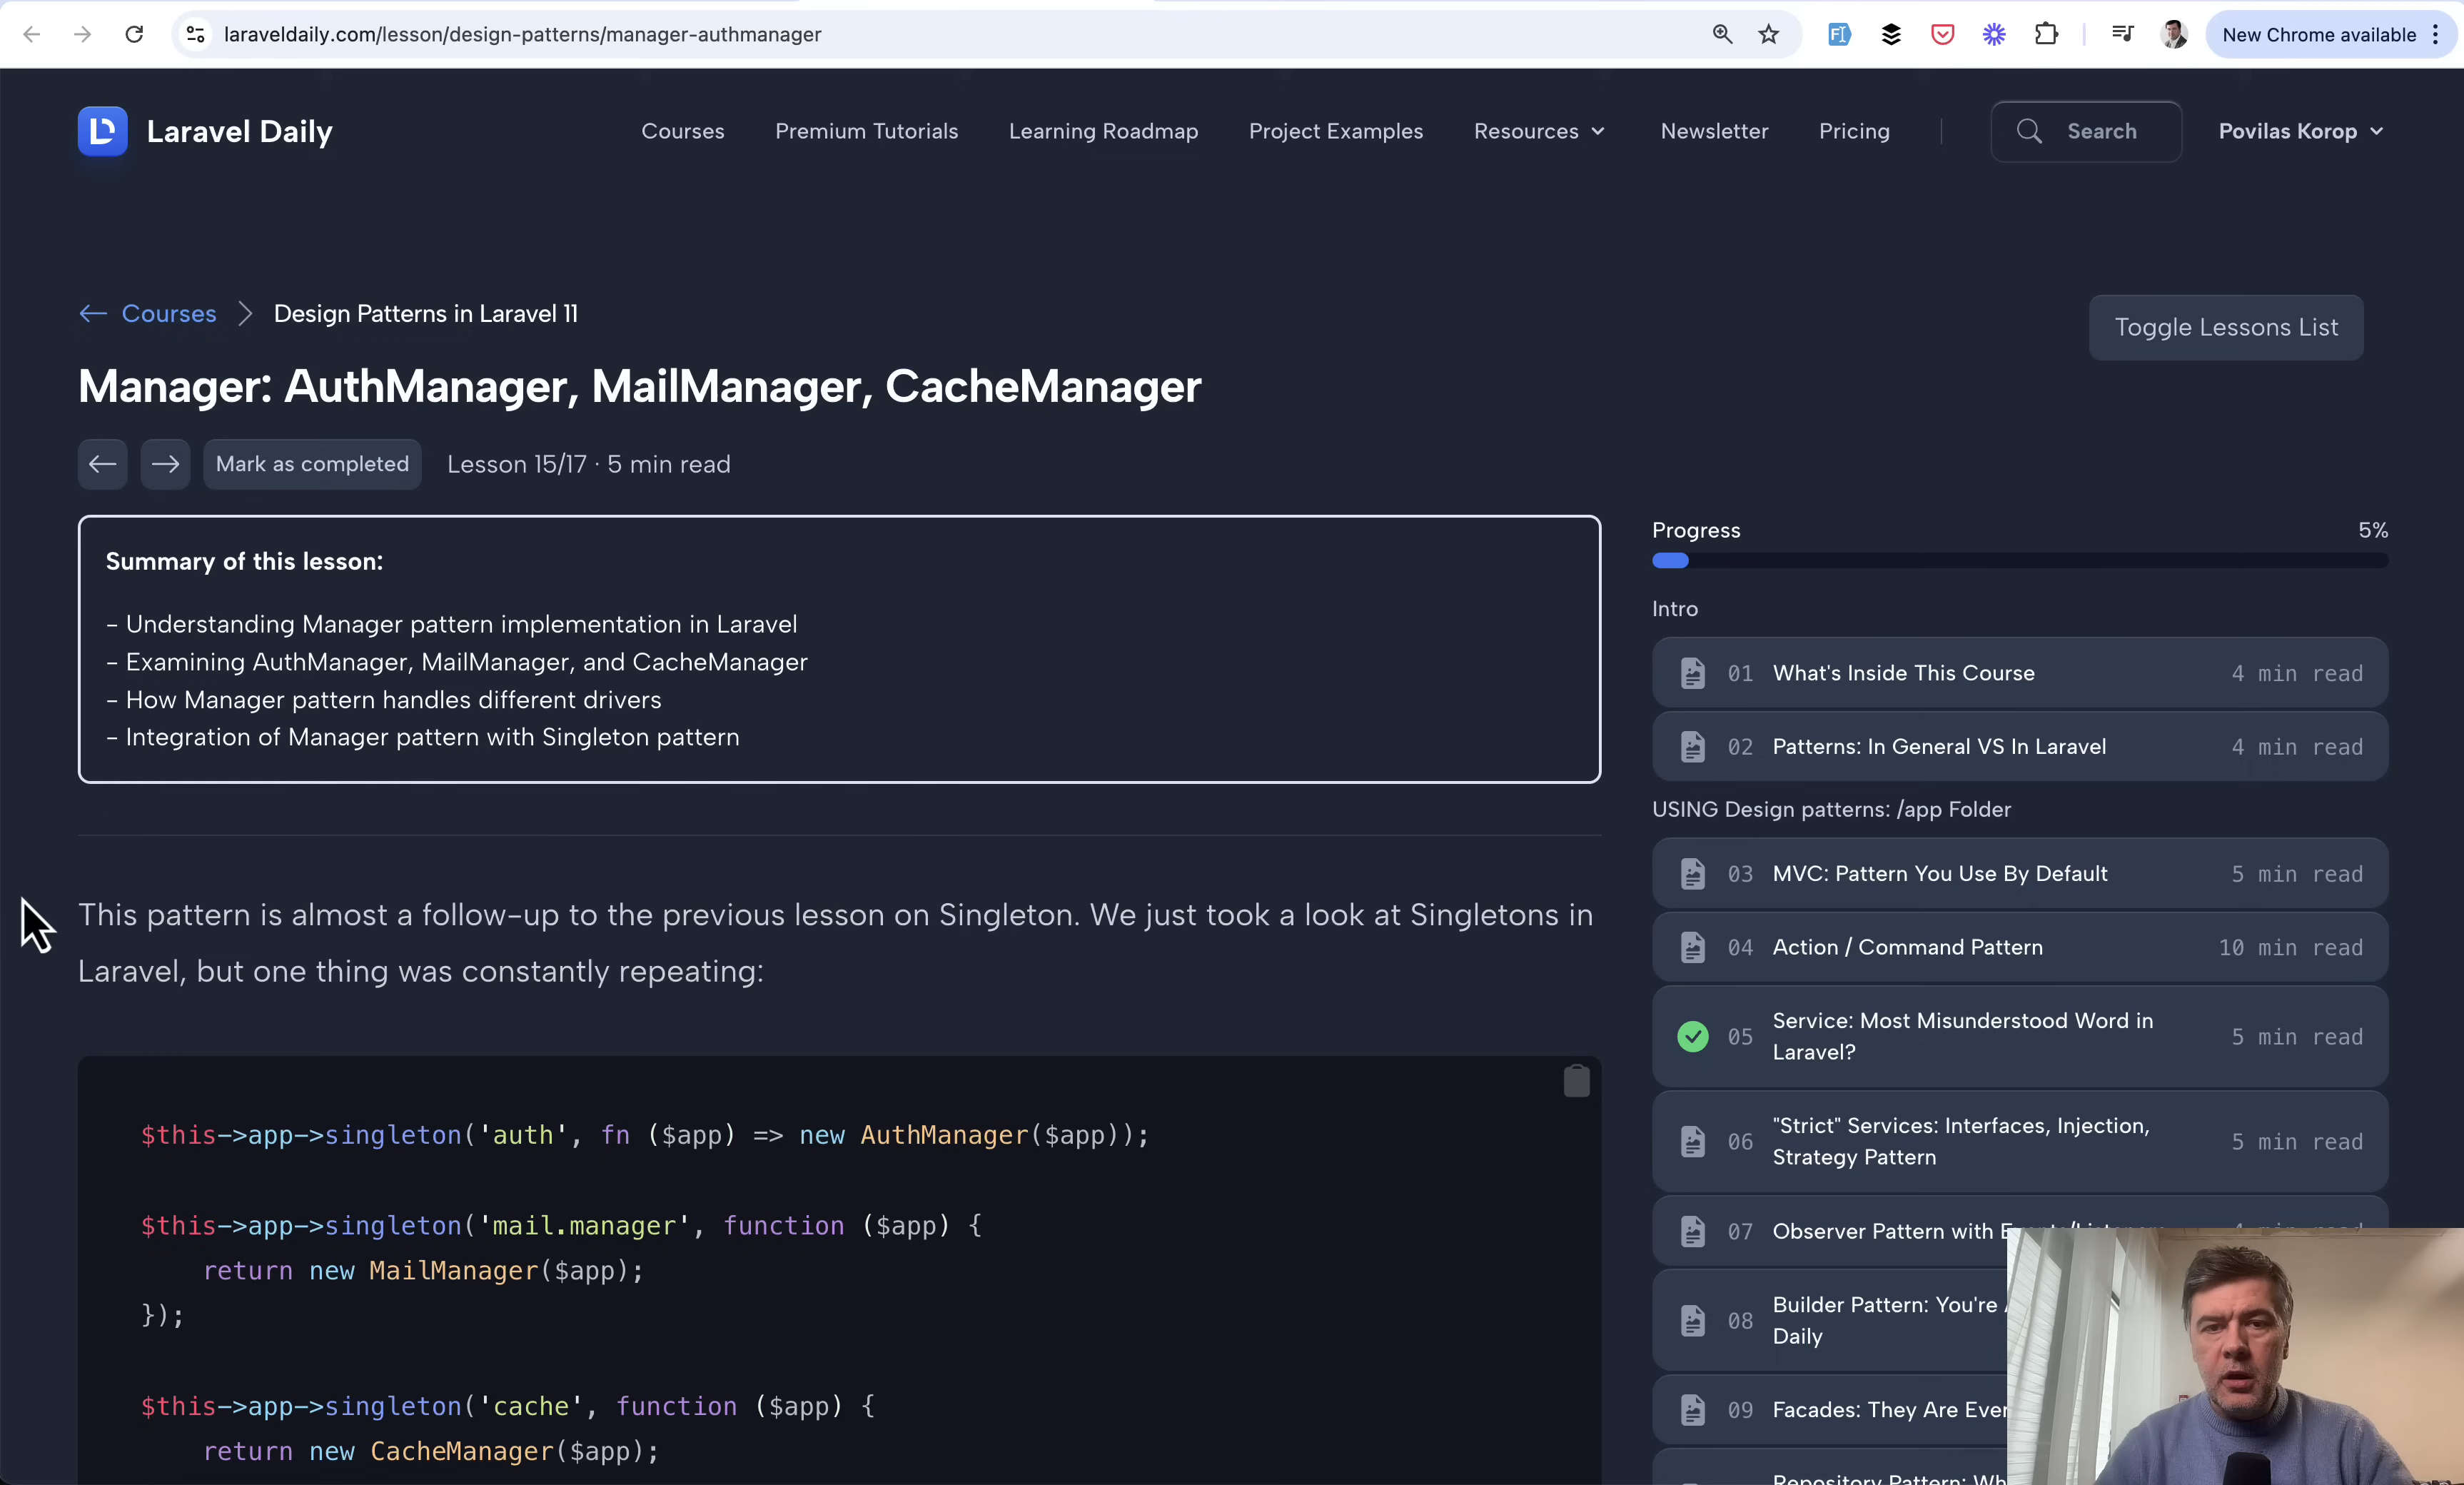 laraveldaily.com/lesson/design-patterns/manager-authmanager
New Chrome available
Laravel Daily
Courses
Premium Tutorials
Learning Roadmap
Project Examples
Resources
Newsletter
Pricing
Search
Povilas Korop
Courses
Design Patterns in Laravel 11
Toggle Lessons List
Manager: AuthManager, MailManager, CacheManager
Mark as completed
Lesson 15/17 · 5 min read
Summary of this lesson:
- Understanding Manager pattern implementation in Laravel
- Examining AuthManager, MailManager, and CacheManager
- How Manager pattern handles different drivers
- Integration of Manager pattern with Singleton pattern
This pattern is almost a follow-up to the previous lesson on Singleton. We just took a look at Singletons in
Laravel, but one thing was constantly repeating:
$this->app->singleton('auth', fn ($app) => new AuthManager($app));
$this->app->singleton('mail.manager', function ($app) {
return new MailManager($app);
});
$this->app->singleton('cache', function ($app) {
return new CacheManager($app);
Progress
5%
Intro
01 What's Inside This Course 4 min read
02 Patterns: In General VS In Laravel 4 min read
USING Design patterns: /app Folder
03 MVC: Pattern You Use By Default 5 min read
04 Action / Command Pattern 10 min read
05 Service: Most Misunderstood Word in 5 min read
Laravel?
06 "Strict" Services: Interfaces, Injection, 5 min read
Strategy Pattern
07 Observer Pattern with
08 Builder Pattern: You're
Daily
09 Facades: They Are
Repository Pattern: